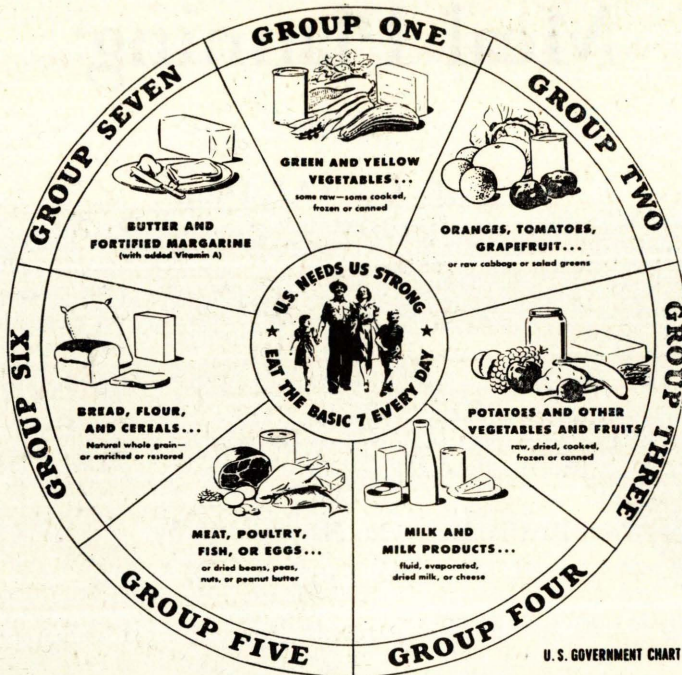 GROUP ONE
GREEN AND YELLOW
VEGETABLES...
some raw—some cooked,
frozen or canned
GROUP TWO
ORANGES, TOMATOES,
GRAPEFRUIT...
or raw cabbage or salad greens
GROUP THREE
POTATOES AND OTHER
VEGETABLES AND FRUITS
raw, dried, cooked,
frozen or canned
GROUP FOUR
MILK AND
MILK PRODUCTS...
fluid, evaporated,
dried milk, or cheese
GROUP FIVE
MEAT, POULTRY,
FISH, OR EGGS...
or dried beans, peas,
nuts, or peanut butter
GROUP SIX
BREAD, FLOUR,
AND CEREALS...
Natural whole grain—
or enriched or restored
GROUP SEVEN
BUTTER AND
FORTIFIED MARGARINE
(with added Vitamin A)
U.S. NEEDS US STRONG
EAT THE BASIC 7 EVERY DAY
U.S. GOVERNMENT CHART